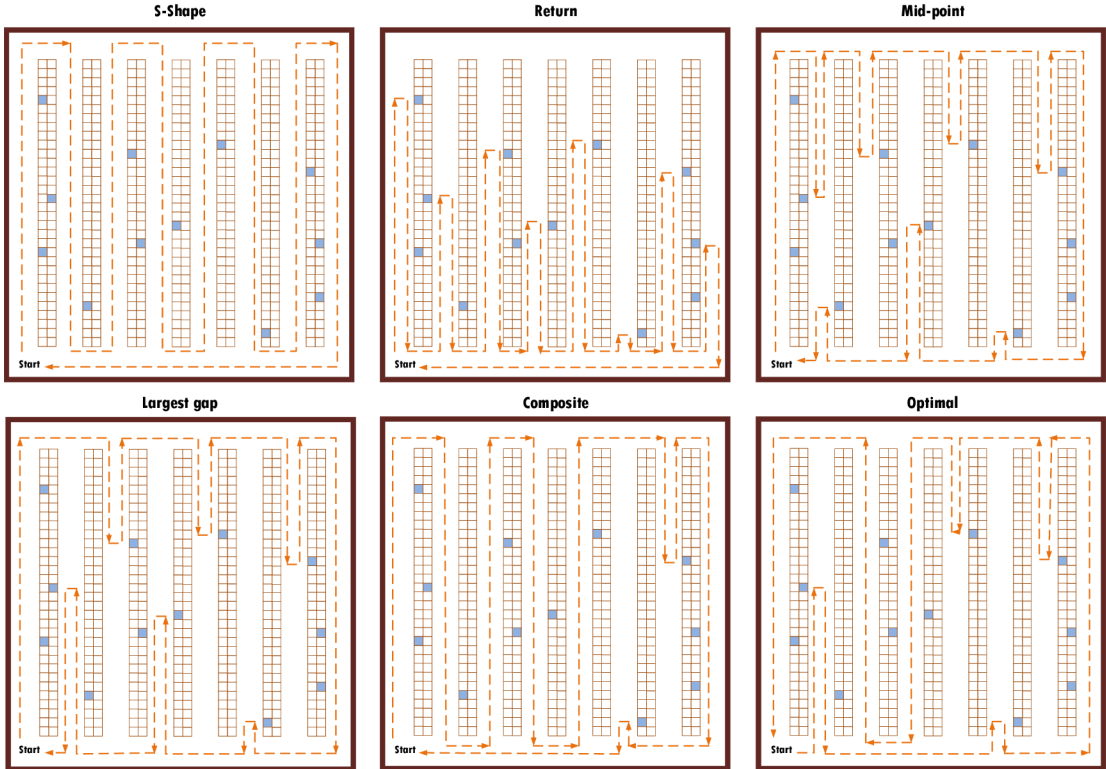 S-Shape
Return
Mid-point
Start
Start
Start
Largest gap
Composite
Optimal
Start
Start
Start